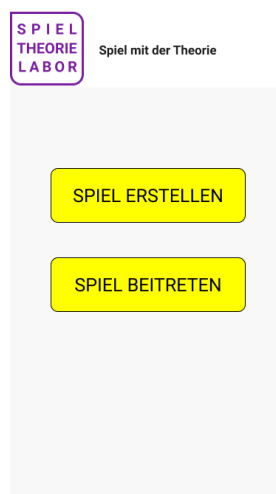 SPIEL
THEORIE
LABOR
Spiel mit der Theorie
SPIEL ERSTELLEN
SPIEL BEITRETEN